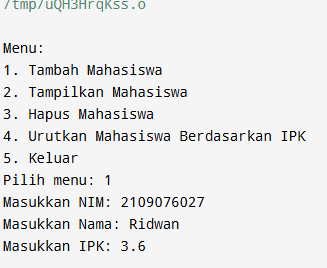 /tmp/uQH3HrqKss.o
Menu:
1. Tambah Mahasiswa
2. Tampilkan Mahasiswa
3. Hapus Mahasiswa
4. Urutkan Mahasiswa Berdasarkan IPK
5. Keluar
Pilih menu: 1
Masukkan NIM: 2109076027
Masukkan Nama: Ridwan
Masukkan IPK: 3.6